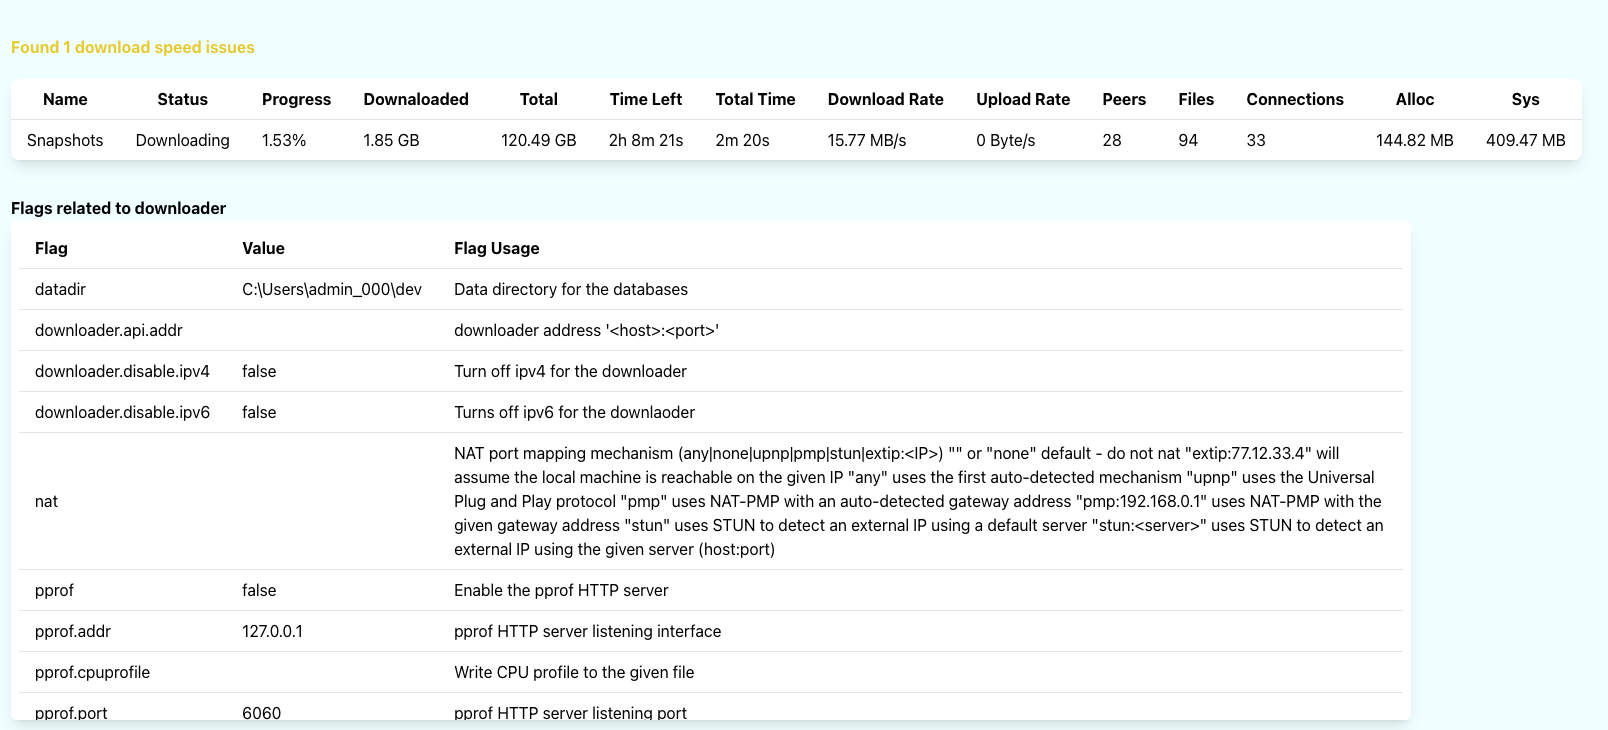 Found 1 download speed issues
Name Status Progress Downaloaded Total Time Left Total Time Download Rate Upload Rate Peers Files Connections Alloc Sys
Snapshots Downloading 1.53% 1.85 GB 120.49 GB 2h 8m 21s 2m 20s 15.77 MB/s 0 Byte/s 28 94 33 144.82 MB 409.47 MB
Flags related to downloader
Flag Value Flag Usage
datadir C:\Users\admin_000\dev Data directory for the databases
downloader.api.addr downloader address '<host>:<port>'
downloader.disable.ipv4 false Turn off ipv4 for the downloader
downloader.disable.ipv6 false Turns off ipv6 for the downlaoder
NAT port mapping mechanism (any|none|upnp|pmp|stun|extip:<IP>) "" or "none" default - do not nat "extip:77.12.33.4" will
assume the local machine is reachable on the given IP "any" uses the first auto-detected mechanism "upnp" uses the Universal
nat Plug and Play protocol "pmp" uses NAT-PMP with an auto-detected gateway address "pmp:192.168.0.1" uses NAT-PMP with the
given gateway address "stun" uses STUN to detect an external IP using a default server "stun:<server>" uses STUN to detect an
external IP using the given server (host:port)
pprof false Enable the pprof HTTP server
pprof.addr 127.0.0.1 pprof HTTP server listening interface
pprof.cpuprofile Write CPU profile to the given file
pprof.port 6060 pprof HTTP server listening port